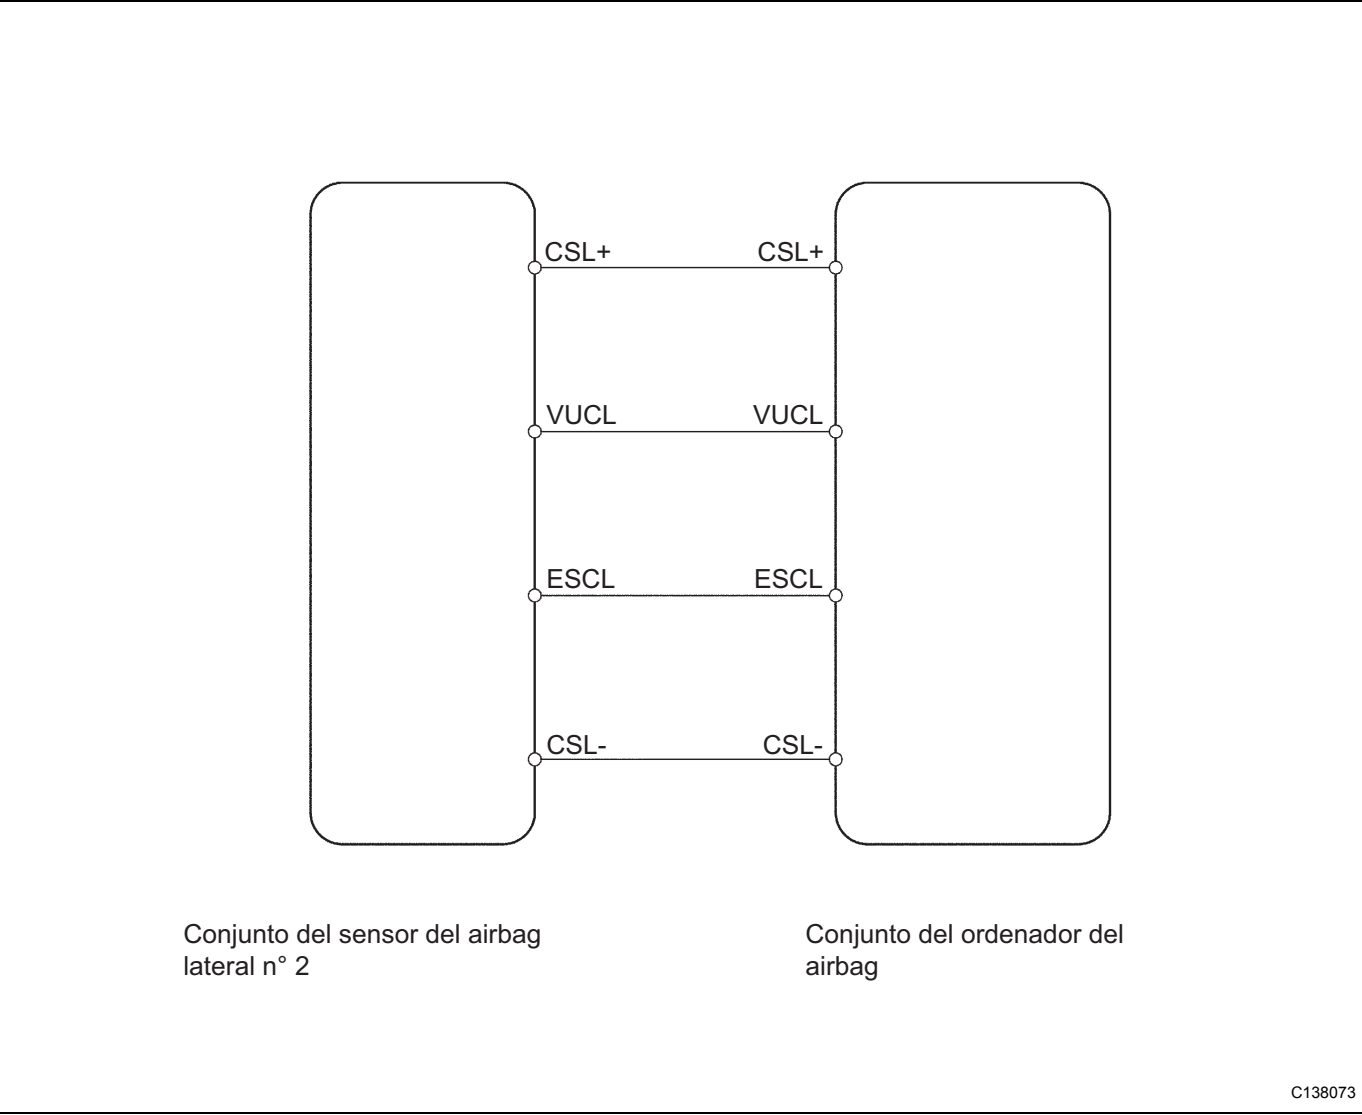 CSL+ CSL+
VUCL VUCL
ESCL ESCL
CSL- CSL-
Conjunto del sensor del airbag
lateral n° 2
Conjunto del ordenador del
airbag
C138073